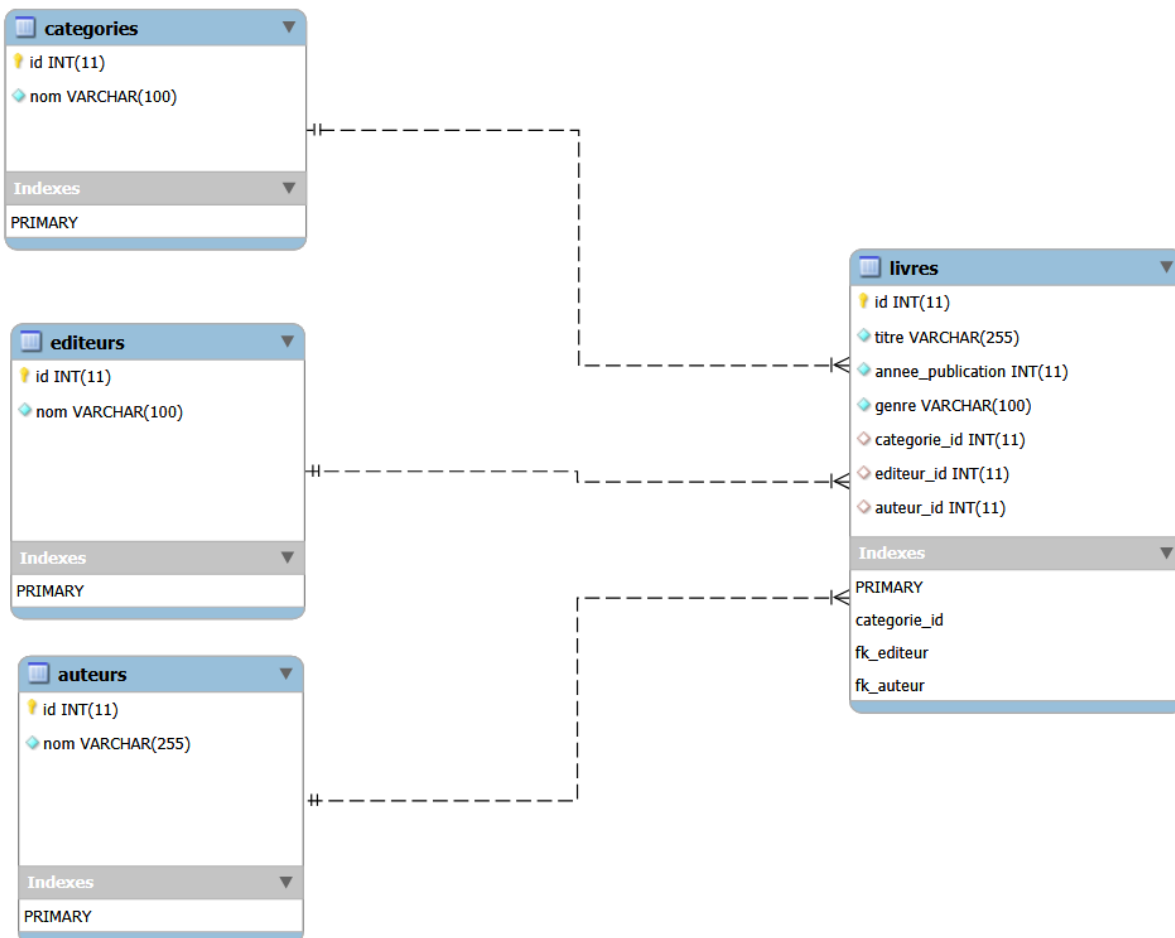 categories
id INT(11)
nom VARCHAR(100)
Indexes
PRIMARY
editeurs
id INT(11)
nom VARCHAR(100)
Indexes
PRIMARY
auteurs
id INT(11)
nom VARCHAR(255)
Indexes
PRIMARY
livres
id INT(11)
titre VARCHAR(255)
annee_publication INT(11)
genre VARCHAR(100)
categorie_id INT(11)
editeur_id INT(11)
auteur_id INT(11)
Indexes
PRIMARY
categorie_id
fk_editeur
fk_auteur